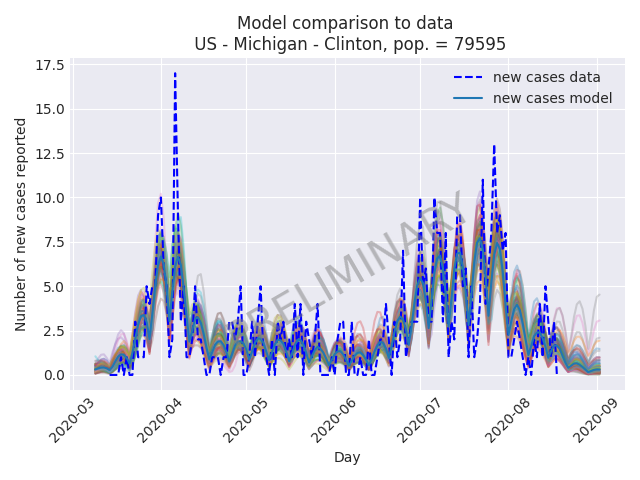 Model comparison to data
US - Michigan - Clinton, pop. = 79595
new cases data
new cases model
PRELIMINARY
Number of new cases reported
17.5
15.0
12.5
10.0
7.5
5.0
2.5
0.0
2020-03
2020-04
2020-05
2020-06
2020-07
2020-08
2020-09
Day